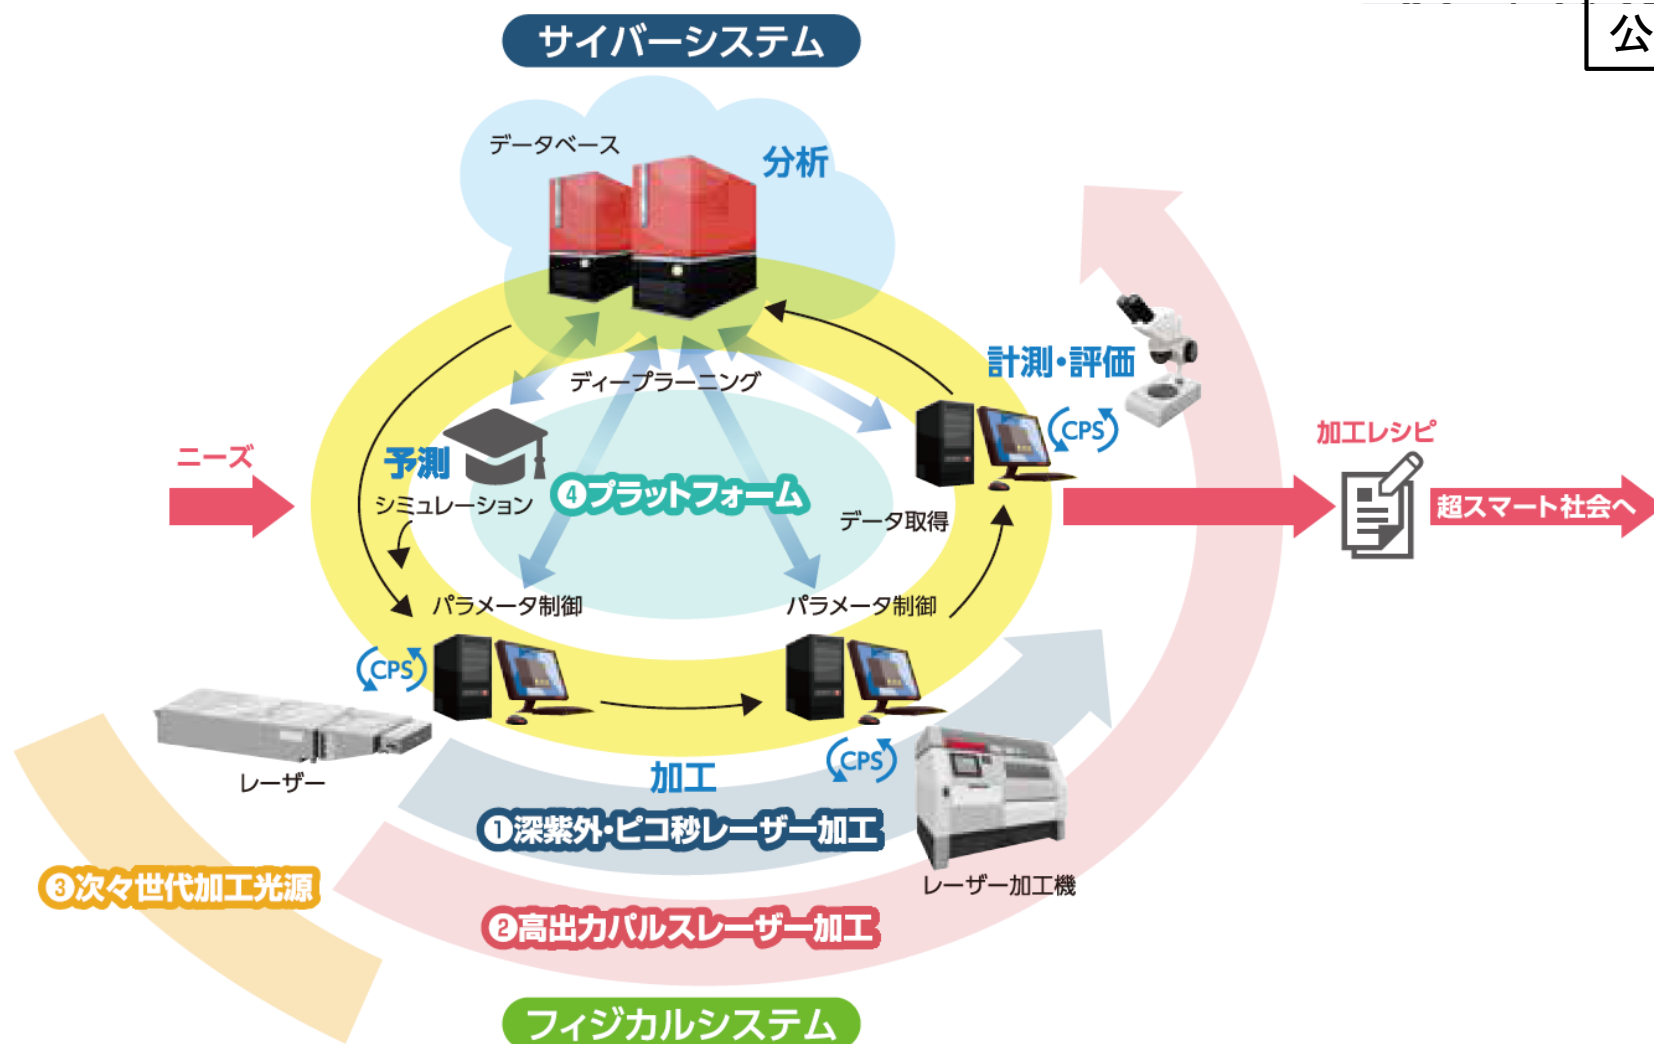 サイバーシステム
公
データベース
分析
ディープラーニング
計測・評価
CPS
ニーズ
予測
シミュレーション
❹プラットフォーム
データ取得
加工レシピ
超スマート社会へ
パラメータ制御
パラメータ制御
CPS
CPS
レーザー
加工
❶深紫外・ピコ秒レーザー加工
レーザー加工機
❸次々世代加工光源
❷高出力パルスレーザー加工
フィジカルシステム